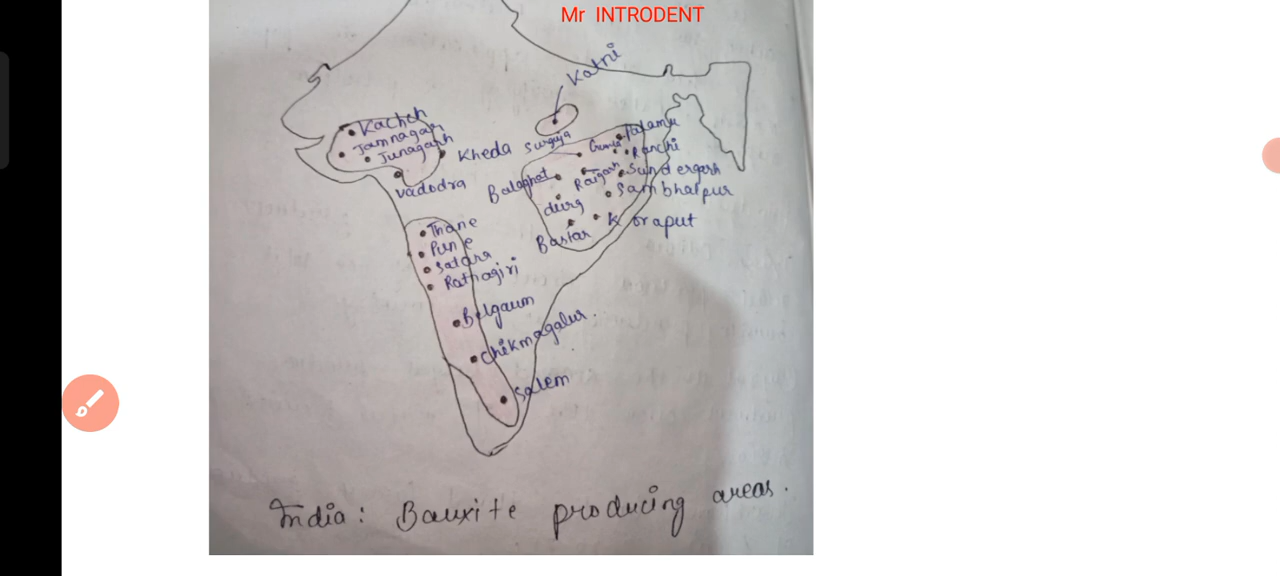 Mr INTRODENT
Katni
Kachch
Jamnagar
Junagarh
Kheda
Vadodra
Surguja
Gumla
Palamu
Ranchi
Balaghat
Raigarh
Sundergarh
Sambhalpur
durg
Koraput
Bastar
Thane
Pune
Satara
Rathagiri
Belgaum
Chikmagalur.
Salem
India: Bauxite producing areas.